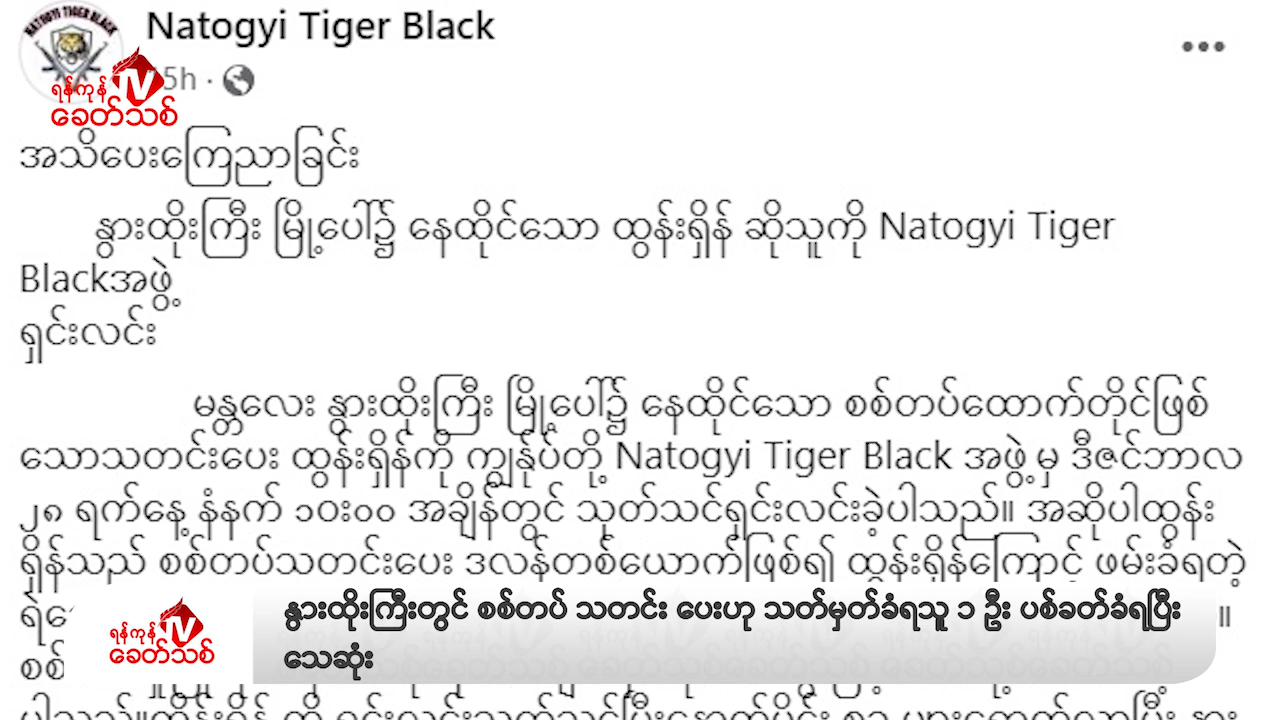 NATOGYI TIGER BLACK
Natogyi Tiger Black
5h ·
ရန်ကုန်
ခေတ်သစ် TV
အသိပေးကြေညာခြင်း
နွားထိုးကြီး မြို့ပေါ်၌ နေထိုင်သော ထွန်းရှိန် ဆိုသူကို Natogyi Tiger
Blackအဖွဲ့
ရှင်းလင်း
မန္တလေး နွားထိုးကြီး မြို့ပေါ်၌ နေထိုင်သော စစ်တပ်ထောက်တိုင်ဖြစ်
သောသတင်းပေး ထွန်းရှိန်ကို ကျွန်ုပ်တို့ Natogyi Tiger Black အဖွဲ့မှ ဒီဇင်ဘာလ
၂၈ ရက်နေ့ နံနက် ၁၀း၀၀ အချိန်တွင် သုတ်သင်ရှင်းလင်းခဲ့ပါသည်။ အဆိုပါထွန်း
ရှိန်သည် စစ်တပ်သတင်းပေး ဒလန်တစ်ယောက်ဖြစ်၍ ထွန်းရှိန်ကြောင့် ဖမ်းခံရတဲ့
နွားထိုးကြီးတွင် စစ်တပ် သတင်း ပေးဟု သတ်မှတ်ခံရသူ ၁ ဦး ပစ်ခတ်ခံရပြီး
သေဆုံး
ရန်ကုန်
ခေတ်သစ် TV
စစ်